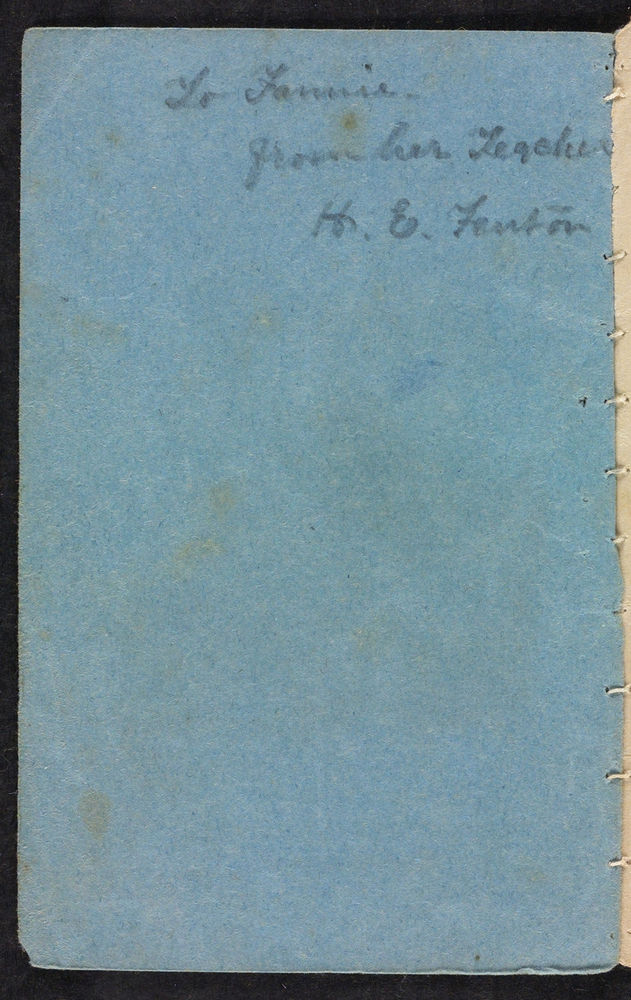 To Fannie.
from her Teacher
H. E. Fenton